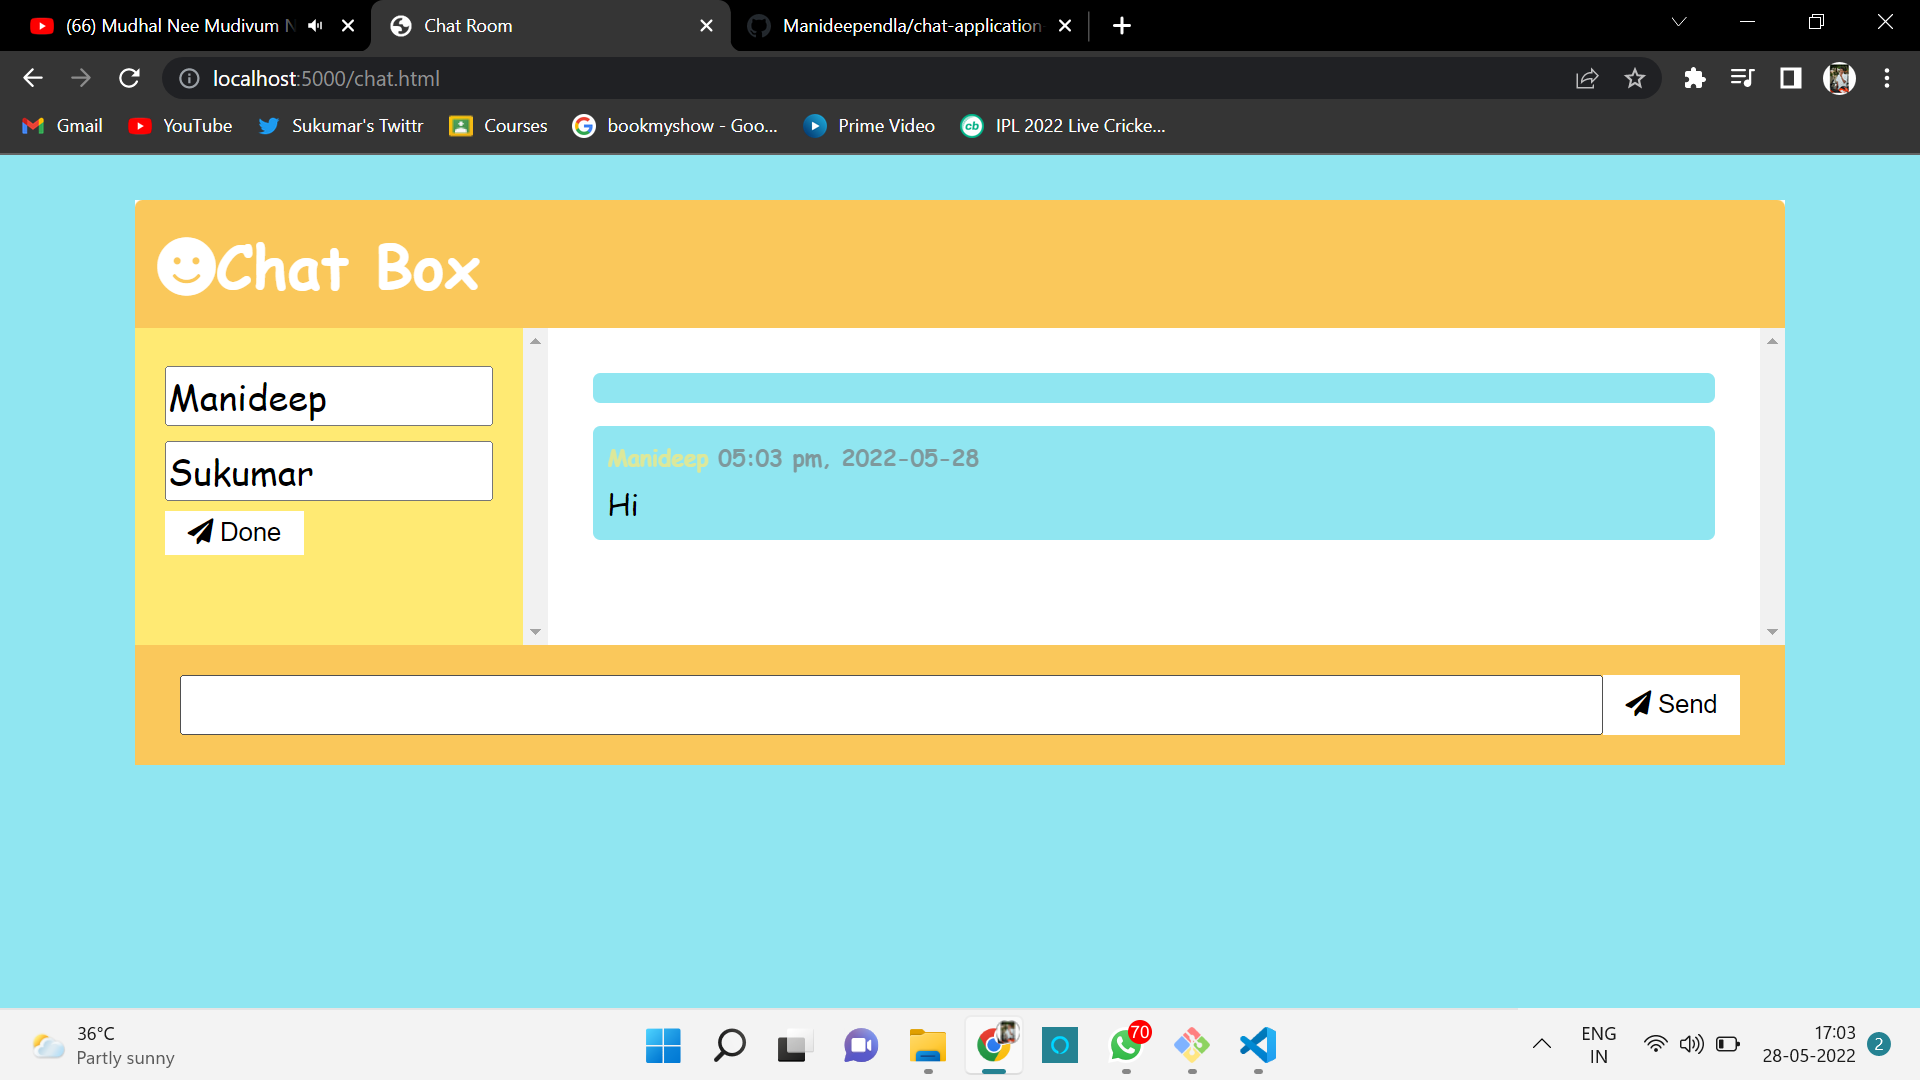 (66) Mudhal Nee Mudivum
Chat Room
Manideependla/chat-application
localhost:5000/chat.html
Gmail
YouTube
Sukumar's Twittr
Courses
bookmyshow - Goo...
Prime Video
cb
IPL 2022 Live Cricke...
Chat Box
Manideep
Sukumar
Done
Manideep 05:03 pm, 2022-05-28
Hi
Send
36°C
Partly sunny
70
ENG
IN
17:03
28-05-2022
2